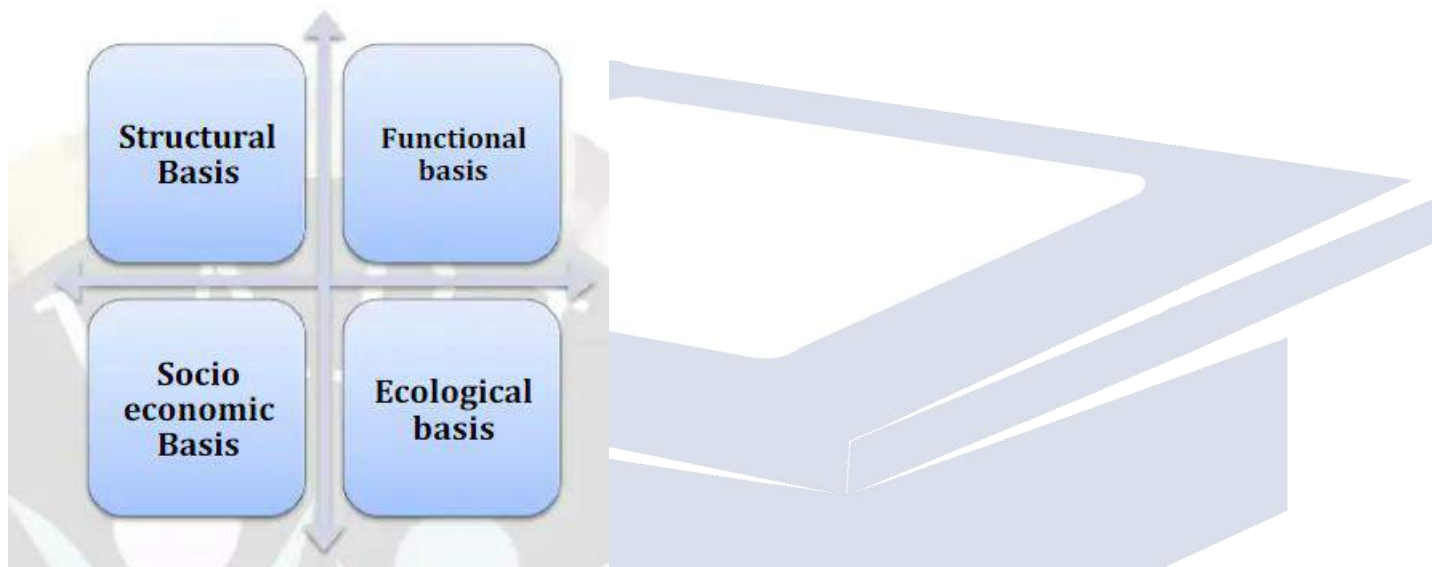 Structural
Basis
Functional
basis
Socio
economic
Basis
Ecological
basis